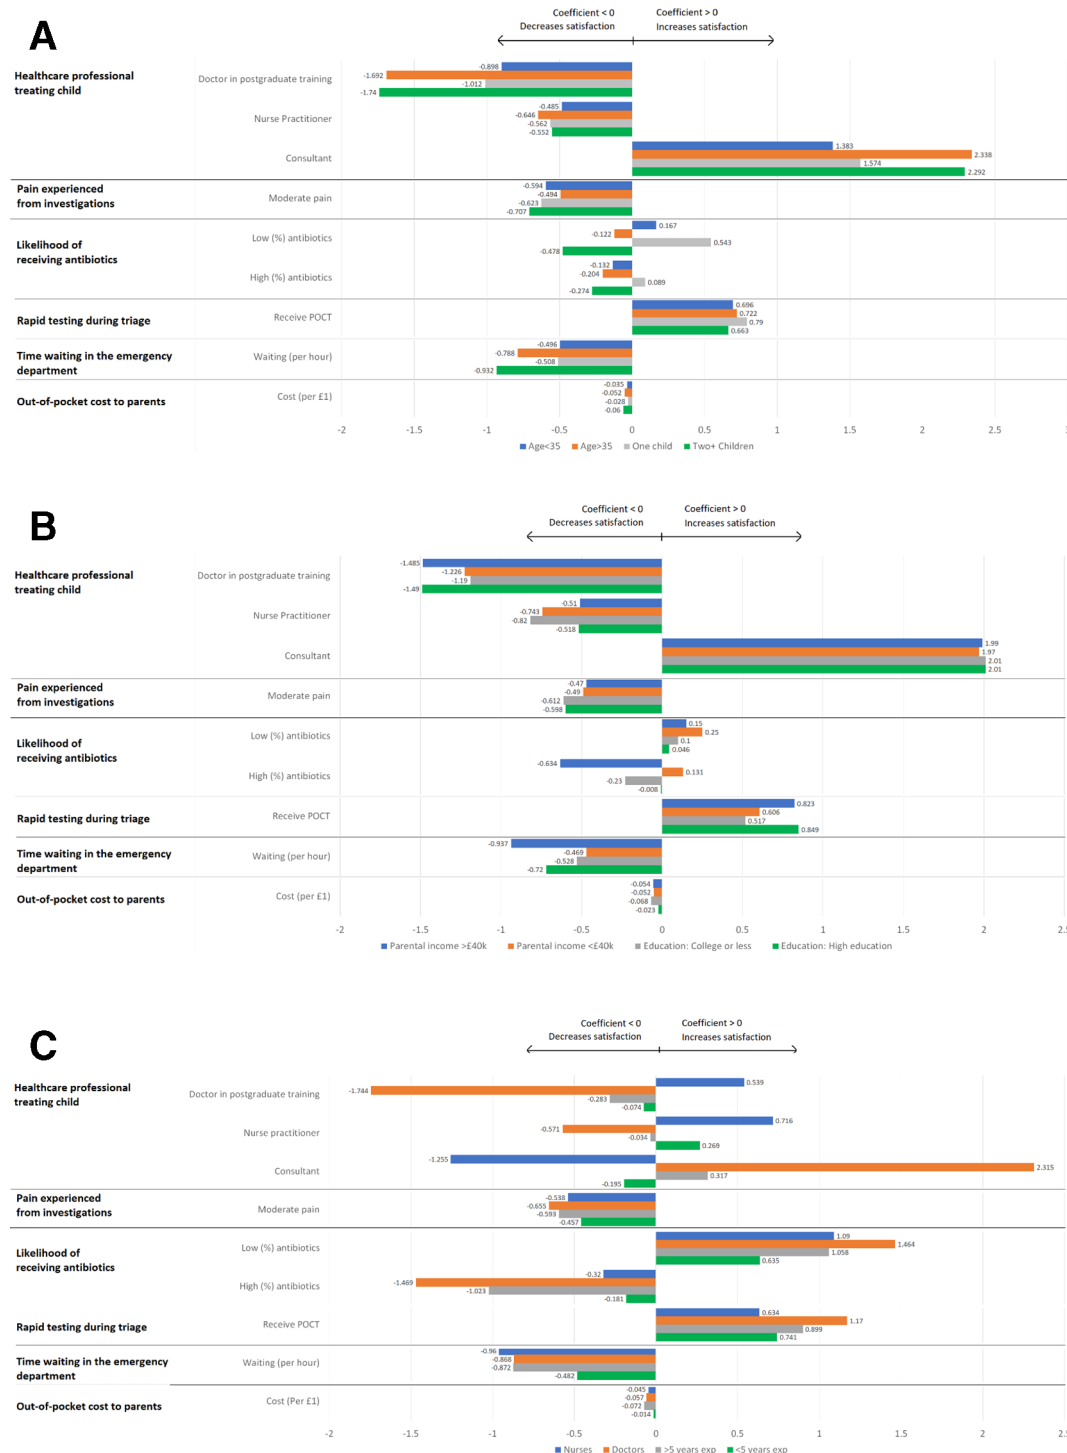 A
Coefficient < 0
Decreases satisfaction
Coefficient > 0
Increases satisfaction
Healthcare professional
treating child
Doctor in postgraduate training
-0.898
-1.692
-1.012
-1.74
Nurse Practitioner
-0.485
-0.646
-0.562
-0.552
Consultant
1.383
2.338
1.574
2.292
Pain experienced
from investigations
Moderate pain
-0.594
-0.494
-0.623
-0.707
Likelihood of
receiving antibiotics
Low (%) antibiotics
0.167
-0.122
0.543
-0.478
High (%) antibiotics
-0.132
-0.204
0.089
-0.274
Rapid testing during triage
Receive POCT
0.696
0.722
0.79
0.663
Time waiting in the emergency
department
Waiting (per hour)
-0.496
-0.788
-0.508
-0.932
Out-of-pocket cost to parents
Cost (per £1)
-0.035
-0.052
-0.028
-0.06
-2 -1.5 -1 -0.5 0 0.5 1 1.5 2 2.5
Age<35 Age>35 One child Two+ Children
B
Coefficient < 0
Decreases satisfaction
Coefficient > 0
Increases satisfaction
Healthcare professional
treating child
Doctor in postgraduate training
-1.485
-1.226
-1.19
-1.49
Nurse Practitioner
-0.51
-0.743
-0.82
-0.518
Consultant
1.99
1.97
2.01
2.01
Pain experienced
from investigations
Moderate pain
-0.47
-0.49
-0.612
-0.598
Likelihood of
receiving antibiotics
Low (%) antibiotics
0.15
0.25
0.1
0.046
High (%) antibiotics
-0.634
0.131
-0.23
-0.008
Rapid testing during triage
Receive POCT
0.823
0.606
0.517
0.849
Time waiting in the emergency
department
Waiting (per hour)
-0.937
-0.469
-0.528
-0.72
Out-of-pocket cost to parents
Cost (per £1)
-0.054
-0.052
-0.068
-0.023
-2 -1.5 -1 -0.5 0 0.5 1 1.5 2 2.5
Parental income >£40k Parental income <£40k Education: College or less Education: High education
C
Coefficient < 0
Decreases satisfaction
Coefficient > 0
Increases satisfaction
Healthcare professional
treating child
Doctor in postgraduate training
0.539
-1.744
-0.283
-0.074
Nurse practitioner
0.716
-0.571
-0.034
0.269
Consultant
-1.255
2.315
0.317
-0.195
Pain experienced
from investigations
Moderate pain
-0.538
-0.655
-0.593
-0.457
Likelihood of
receiving antibiotics
Low (%) antibiotics
1.09
1.464
1.058
0.635
High (%) antibiotics
-0.32
-1.469
-1.023
-0.181
Rapid testing during triage
Receive POCT
0.634
1.17
0.899
0.741
Time waiting in the emergency
department
Waiting (per hour)
-0.96
-0.868
-0.872
-0.482
Out-of-pocket cost to parents
Cost (Per £1)
-0.045
-0.057
-0.072
-0.014
-2 -1.5 -1 -0.5 0 0.5 1 1.5 2 2.5
Nurses Doctors >5 years exp <5 years exp